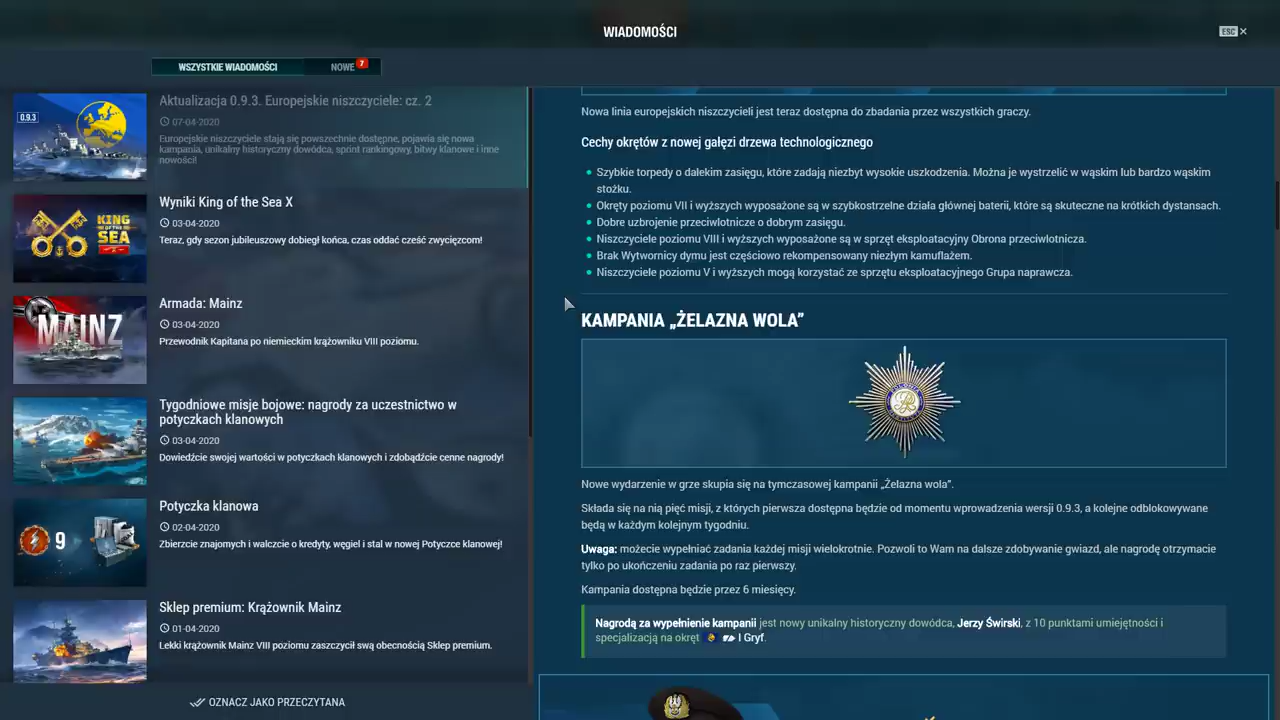 WIADOMOŚCI
ESC ×
WSZYSTKIE WIADOMOŚCI
NOWE 7
0.9.3
Aktualizacja 0.9.3. Europejskie niszczyciele: cz. 2
07-04-2020
Europejskie niszczyciele stają się powszechnie dostępne, pojawia się nowa
kampania, unikalny historyczny dowódca, sprint rankingowy, bitwy klanowe i inne
nowości!
KING
OF THE
SEA
Wyniki King of the Sea X
03-04-2020
Teraz, gdy sezon jubileuszowy dobiegł końca, czas oddać cześć zwycięzcom!
MAINZ
Armada: Mainz
03-04-2020
Przewodnik Kapitana po niemieckim krążowniku VIII poziomu.
Tygodniowe misje bojowe: nagrody za uczestnictwo w
potyczkach klanowych
03-04-2020
Dowiedźcie swojej wartości w potyczkach klanowych i zdobądźcie cenne nagrody!
9
Potyczka klanowa
02-04-2020
Zbierzcie znajomych i walczcie o kredyty, węgiel i stal w nowej Potyczce klanowej!
Sklep premium: Krążownik Mainz
01-04-2020
Lekki krążownik Mainz VIII poziomu zaszczycił swą obecnością Sklep premium.
OZNACZ JAKO PRZECZYTANA
Nowa linia europejskich niszczycieli jest teraz dostępna do zbadania przez wszystkich graczy.
Cechy okrętów z nowej gałęzi drzewa technologicznego
Szybkie torpedy o dalekim zasięgu, które zadają niezbyt wysokie uszkodzenia. Można je wystrzelić w wąskim lub bardzo wąskim
stożku.
Okręty poziomu VII i wyższych wyposażone są w szybkostrzelne działa głównej baterii, które są skuteczne na krótkich dystansach.
Dobre uzbrojenie przeciwlotnicze o dobrym zasięgu.
Niszczyciele poziomu VIII i wyższych wyposażone są w sprzęt eksploatacyjny Obrona przeciwlotnicza.
Brak Wytwornicy dymu jest częściowo rekompensowany niezłym kamuflażem.
Niszczyciele poziomu V i wyższych mogą korzystać ze sprzętu eksploatacyjnego Grupa naprawcza.
KAMPANIA „ŻELAZNA WOLA”
Nowe wydarzenie w grze skupia się na tymczasowej kampanii „Żelazna wola”.
Składa się na nią pięć misji, z których pierwsza dostępna będzie od momentu wprowadzenia wersji 0.9.3, a kolejne odblokowywane
będą w każdym kolejnym tygodniu.
Uwaga: możecie wypełniać zadania każdej misji wielokrotnie. Pozwoli to Wam na dalsze zdobywanie gwiazd, ale nagrodę otrzymacie
tylko po ukończeniu zadania po raz pierwszy.
Kampania dostępna będzie przez 6 miesięcy.
Nagrodą za wypełnienie kampanii jest nowy unikalny historyczny dowódca, Jerzy Świrski, z 10 punktami umiejętności i
specjalizacją na okręt I Gryf.